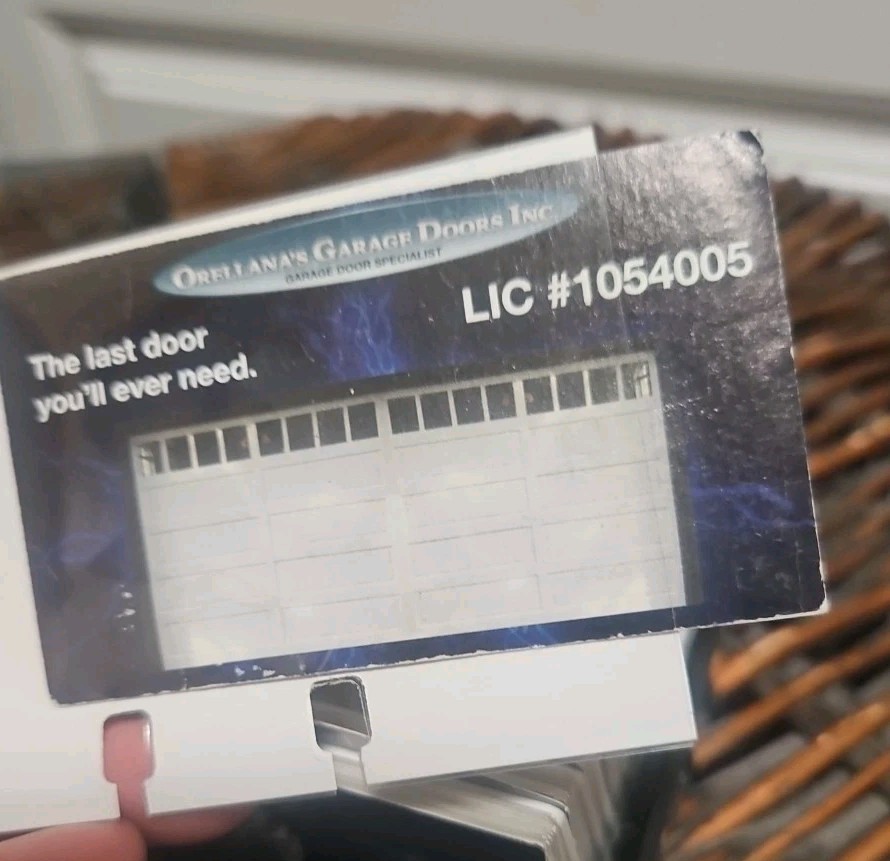 ORELLANA'S GARAGE DOORS INC
GARAGE DOOR SPECIALIST
LIC #1054005
The last door
you'll ever need.